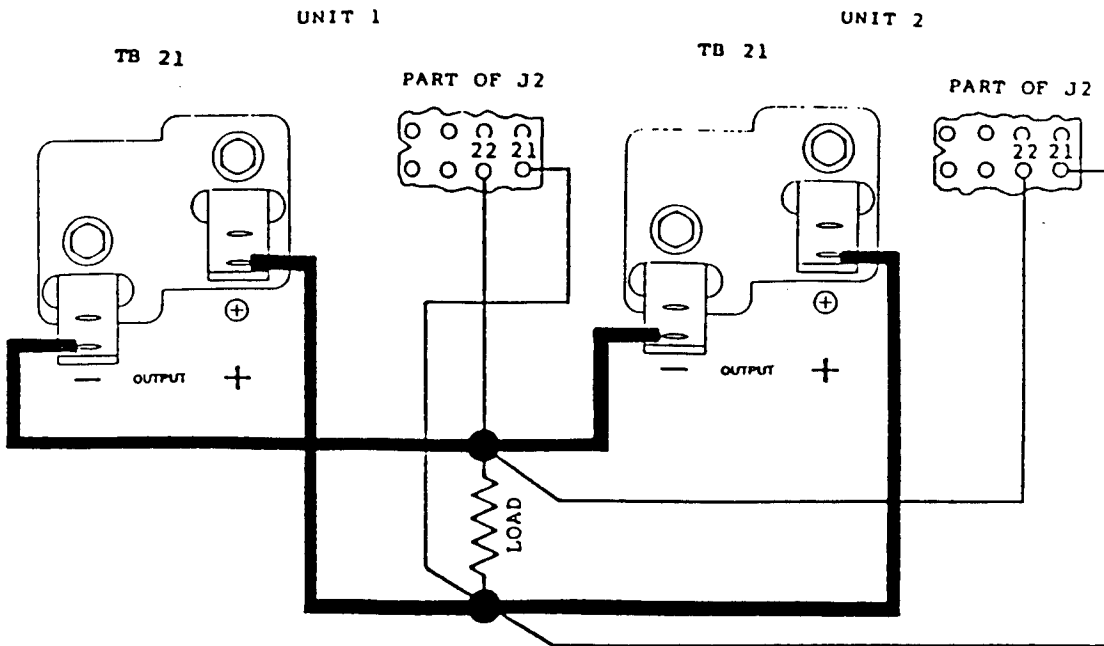 UNIT 1
UNIT 2
TB 21
TB 21
PART OF J2
PART OF J2
22 21
22 21
− OUTPUT +
− OUTPUT +
LOAD